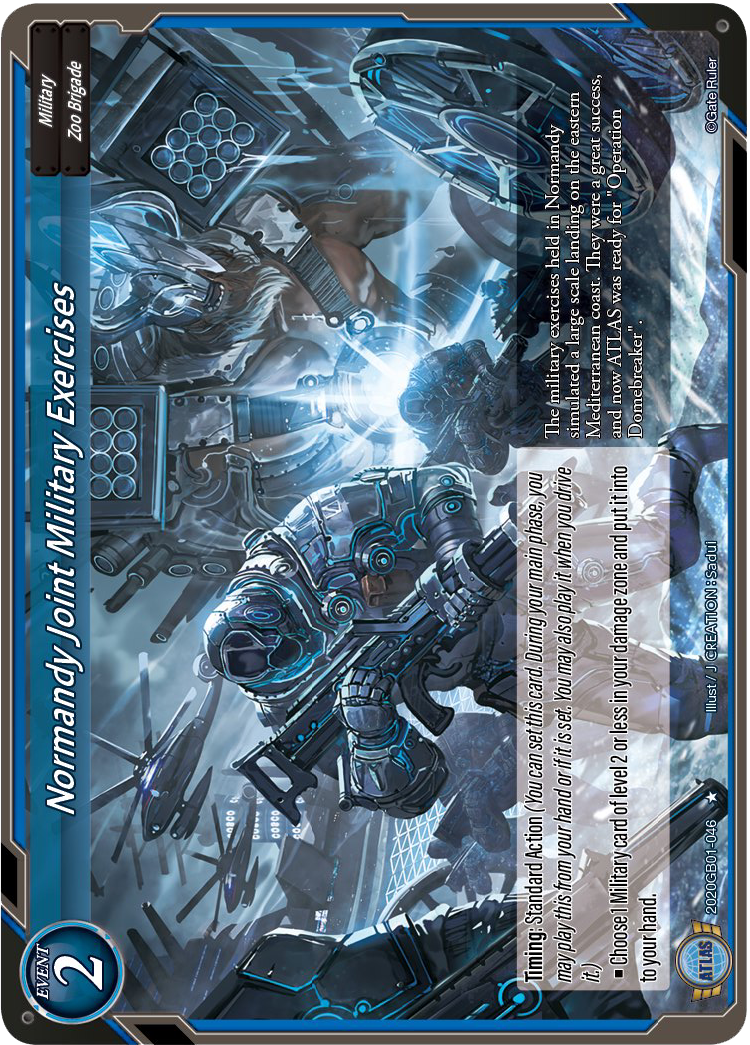 EVENT
2
Normandy Joint Military Exercises
Military
Zoo Brigade
Timing: Standard Action (You can set this card. During your main phase, you
may play this from your hand or if it is set. You may also play it when you drive
it.)
■ Choose 1 Military card of level 2 or less in your damage zone and put it into
to your hand.
The military exercises held in Normandy
simulated a large scale landing on the eastern
Mediterranean coast. They were a great success,
and now ATLAS was ready for "Operation
Domebreaker".
ATLAS
2020GB01-046 ★
Illust / J CREATION : Sadui
©Gate Ruler